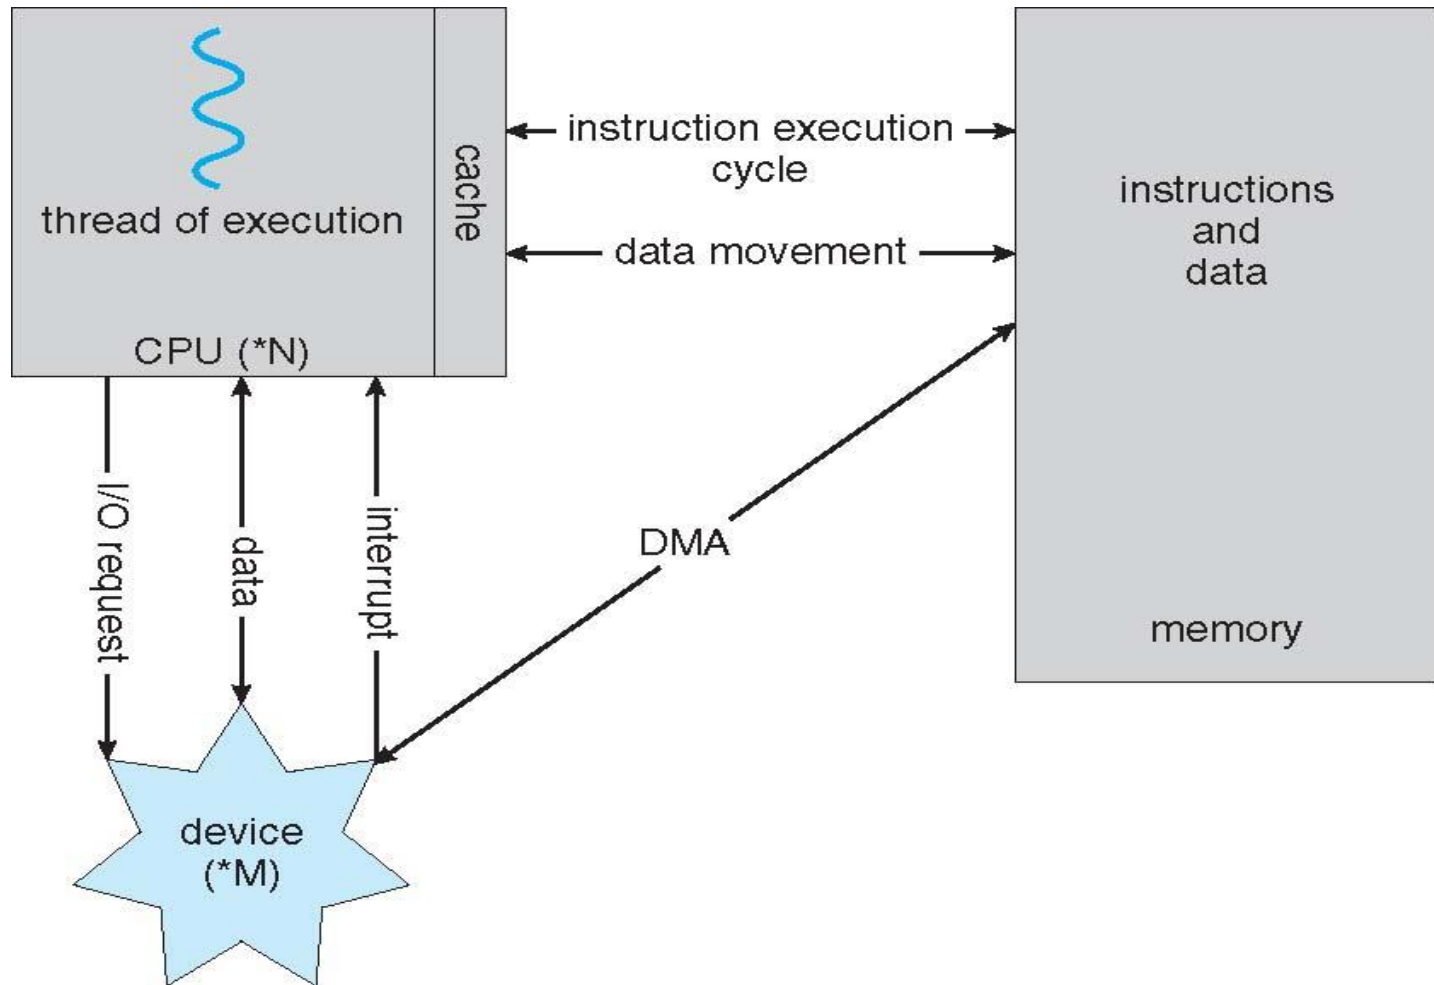 thread of execution
CPU (*N)
cache
instruction execution
cycle
data movement
instructions
and
data
memory
I/O request
data
interrupt
DMA
device
(*M)